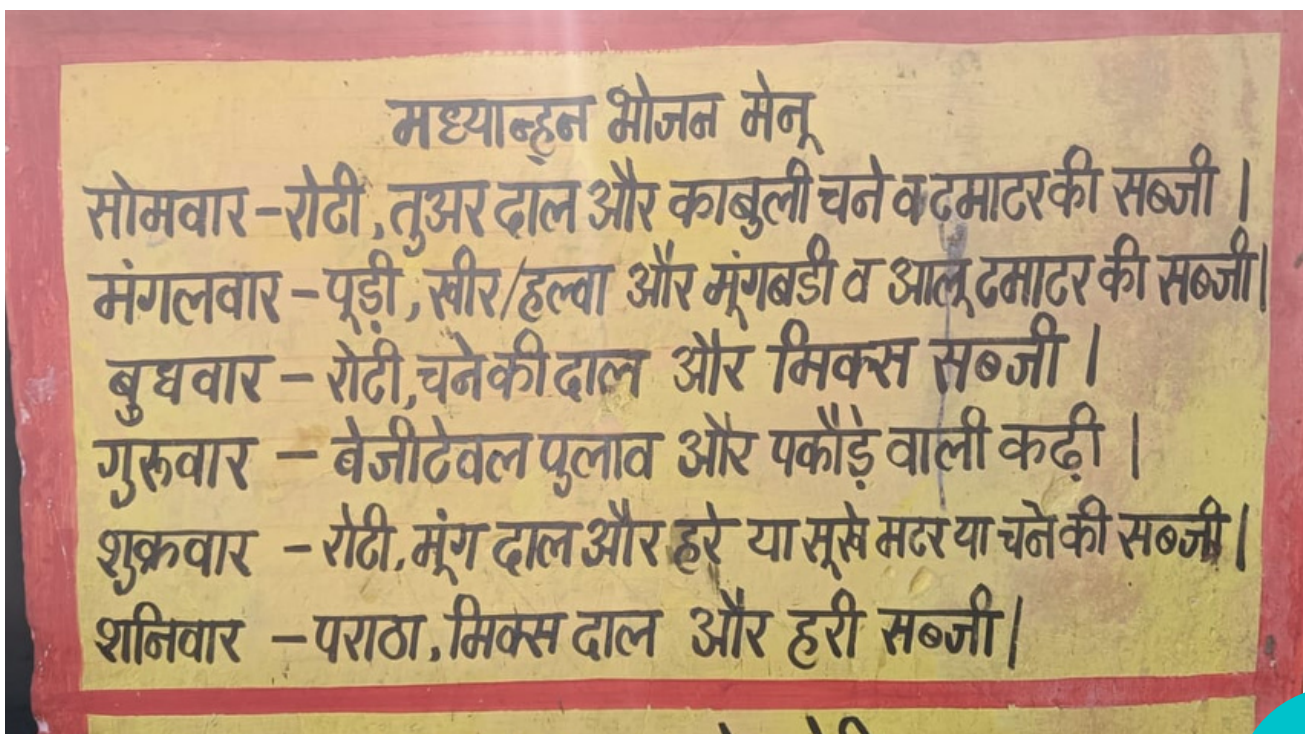 मध्यान्हन भोजन मेनू
सोमवार – रोटी, तुअर दाल और काबुली चने व टमाटर की सब्जी ।
मंगलवार – पूड़ी, खीर/हल्वा और मूंगबडी व आलू टमाटर की सब्जी।
बुधवार – रोटी, चने की दाल और मिक्स सब्जी ।
गुरुवार – बेजीटेवल पुलाव और पकौड़े वाली कढ़ी ।
शुक्रवार – रोटी, मूंग दाल और हरे या सूखे मटर या चने की सब्जी ।
शनिवार – पराठा, मिक्स दाल और हरी सब्जी।